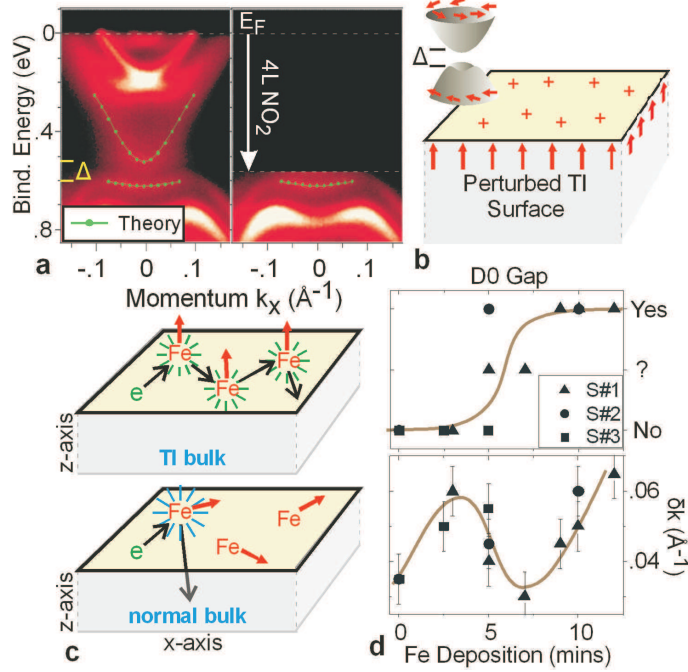 a
Bind. Energy (eV)
0
.4
.8
Δ
E_F
4L NO₂
Theory
-.1 0 .1 -.1 0 .1
Momentum kₓ (Å⁻¹)
b
Δ
Perturbed TI
Surface
c
Fe Fe Fe
e
z-axis
TI bulk
Fe Fe
e Fe
z-axis
normal bulk
x-axis
D0 Gap
Yes
?
No
S#1
S#2
S#3
.06
.04
δk (Å⁻¹)
0 5 10
d
Fe Deposition (mins)